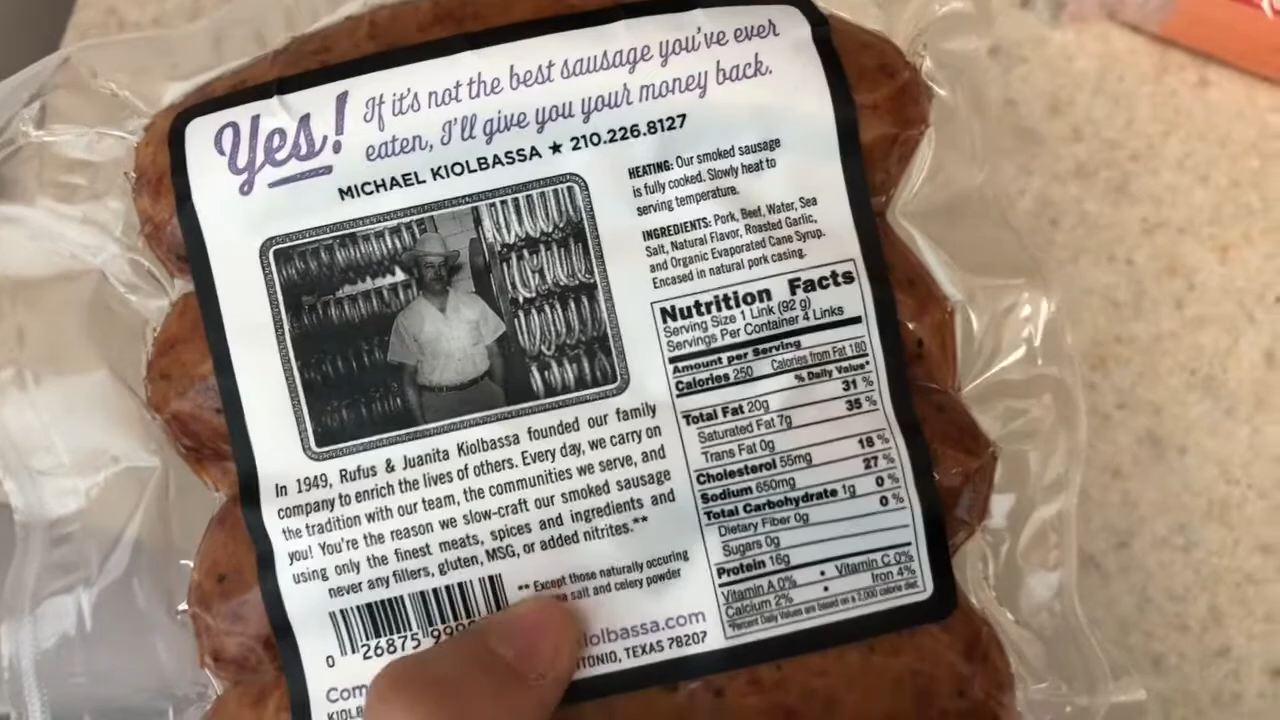 Yes! If it's not the best sausage you've ever
eaten, I'll give you your money back.
MICHAEL KIOLBASSA ★ 210.226.8127
HEATING: Our smoked sausage
is fully cooked. Slowly heat to
serving temperature.
INGREDIENTS: Pork, Beef, Water, Sea
Salt, Natural Flavor, Roasted Garlic,
and Organic Evaporated Cane Syrup.
Encased in natural pork casing.
Nutrition Facts
Serving Size 1 Link (92 g)
Servings Per Container 4 Links
Amount per Serving
Calories 250 Calories from Fat 180
% Daily Value*
Total Fat 20g 31 %
Saturated Fat 7g 35 %
Trans Fat 0g
Cholesterol 55mg 18 %
Sodium 650mg 27 %
Total Carbohydrate 1g 0 %
Dietary Fiber 0g 0 %
Sugars 0g
Protein 16g
Vitamin A 0% • Vitamin C 0%
Calcium 2% • Iron 4%
*Percent Daily Values are based on a 2,000 calorie diet.
In 1949, Rufus & Juanita Kiolbassa founded our family
company to enrich the lives of others. Every day, we carry on
the tradition with our team, the communities we serve, and
you! You're the reason we slow-craft our smoked sausage
using only the finest meats, spices and ingredients and
never any fillers, gluten, MSG, or added nitrites.**
** Except those naturally occuring
salt and celery powder
0 26875 999
iolbassa.com
TONIO, TEXAS 78207
Com
KIOLB